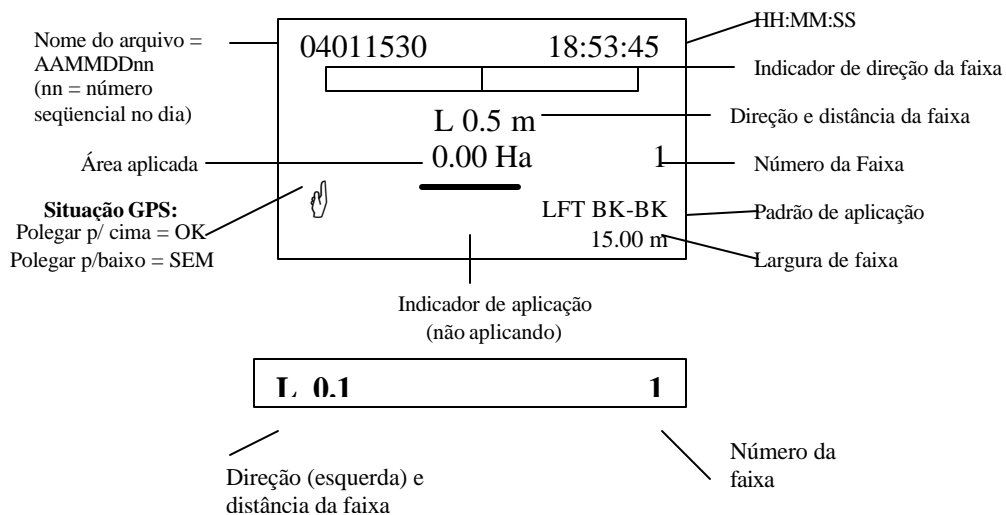 HH:MM:SS
Nome do arquivo =
AAMMDDnn
(nn = número
seqüencial no dia)
04011530 18:53:45
Indicador de direção da faixa
L 0.5 m
Direção e distância da faixa
Área aplicada
0.00 Ha 1
Número da Faixa
Situação GPS:
Polegar p/ cima = OK
Polegar p/baixo = SEM
LFT BK-BK
Padrão de aplicação
15.00 m
Largura de faixa
Indicador de aplicação
(não aplicando)
L 0.1 1
Direção (esquerda) e
distância da faixa
Número da
faixa